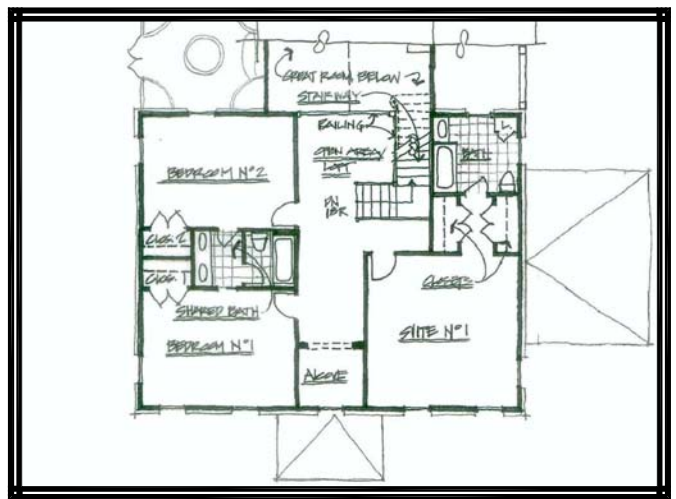 GREAT ROOM BELOW
STAIRWAY
RAILING
OPEN AREA/
LOFT
BATH
BEDROOM Nº2
DN
18R
CLOS. 2
CLOS. 1
CLOSETS
SHARED BATH
BEDROOM Nº1
SUITE Nº1
ALCOVE